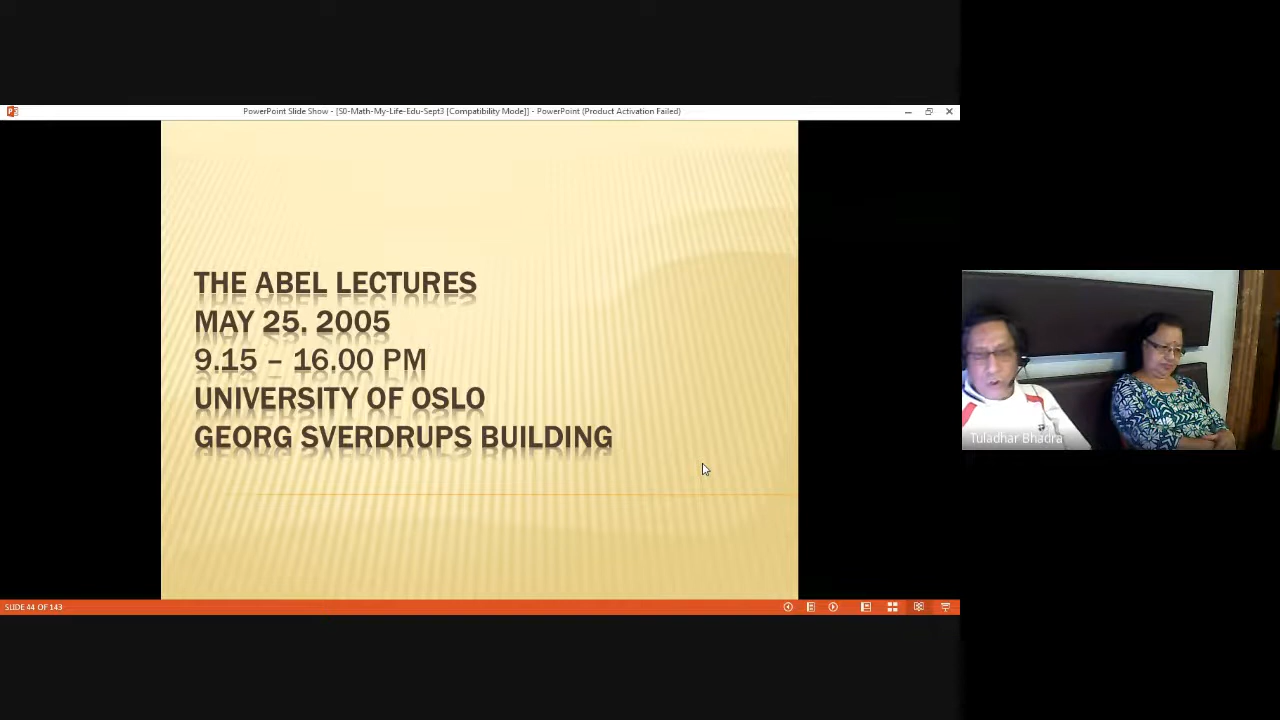 PowerPoint Slide Show - [S0-Math-My-Life-Edu-Sept3 [Compatibility Mode]] - PowerPoint (Product Activation Failed)
THE ABEL LECTURES
MAY 25. 2005
9.15 – 16.00 PM
UNIVERSITY OF OSLO
GEORG SVERDRUPS BUILDING
Tuladhar Bhadra
SLIDE 44 OF 143